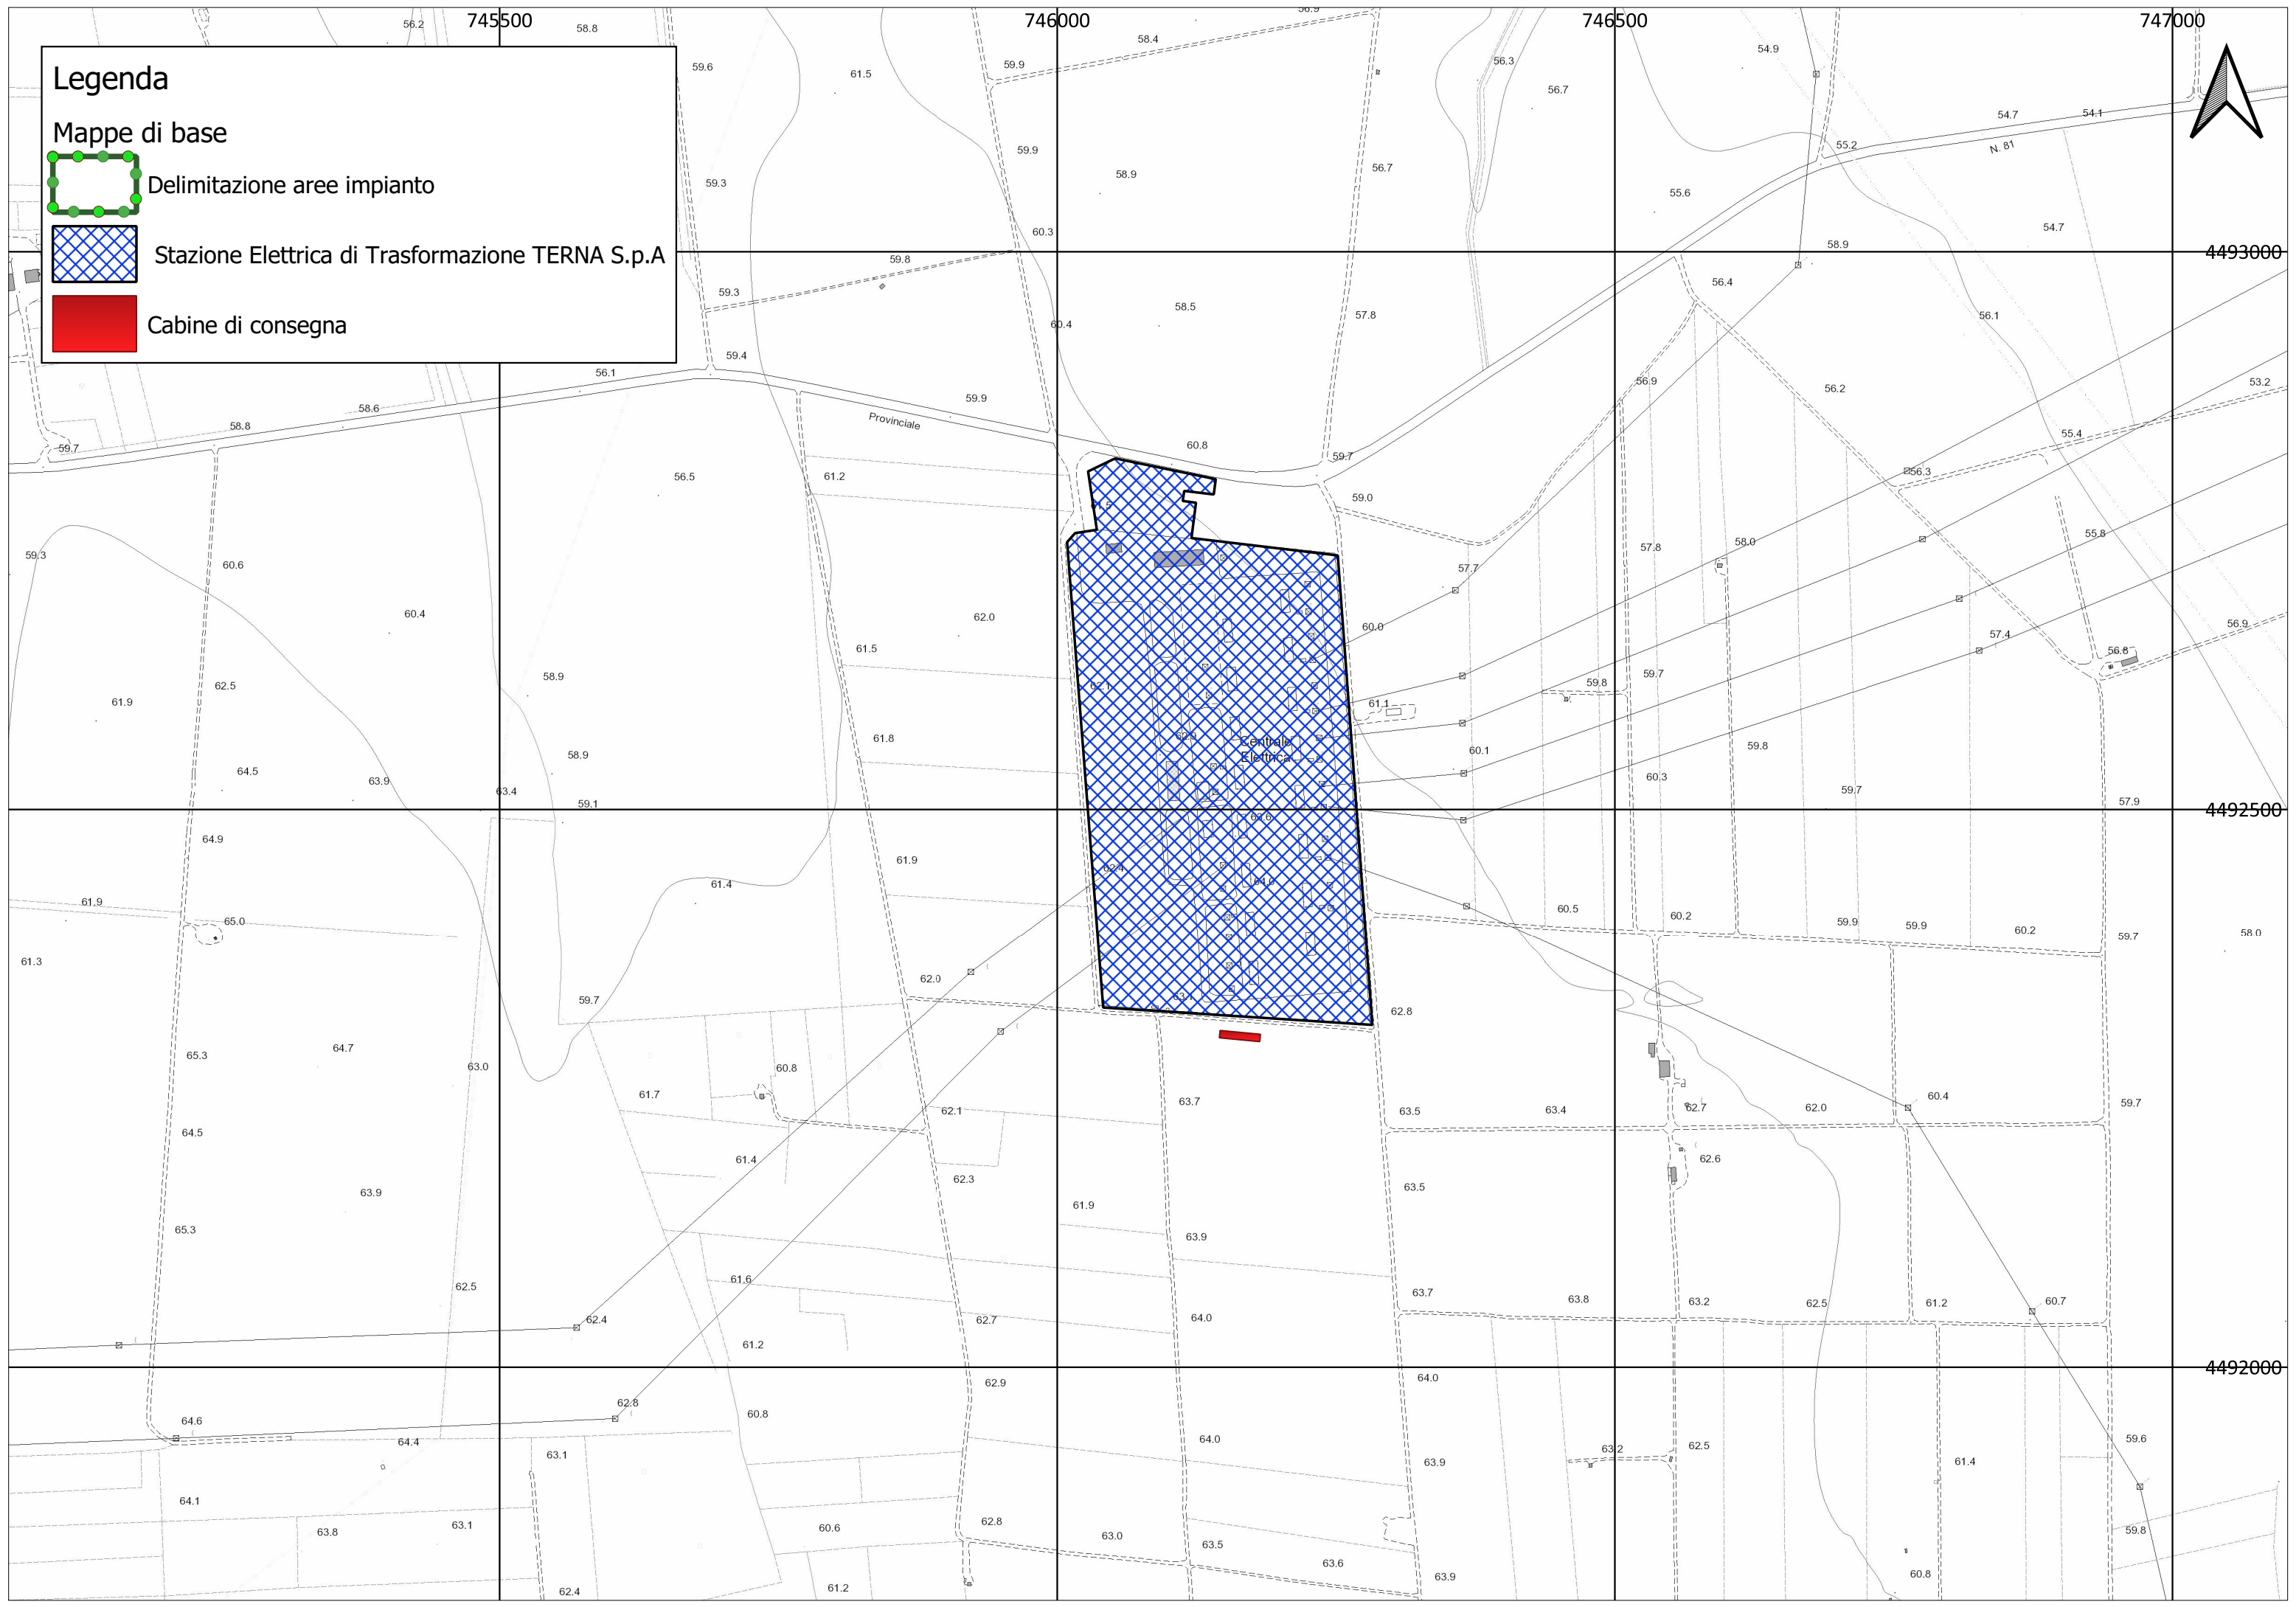 745500 746000 746500 747000
56.2 58.8 58.4 56.9
59.6 61.5 59.9 56.3 54.9
Legenda
56.7 54.7 54.1
Mappe di base
N. 81
59.9 55.2
Delimitazione aree impianto
59.3 58.9 56.7 55.6
60.3 54.7
Stazione Elettrica di Trasformazione TERNA S.p.A
59.8 58.9 4493000
59.3 58.5 57.8 56.4 56.1
Cabine di consegna
60.4
59.4
56.1 56.9 56.2 53.2
58.6 59.9
58.8 Provinciale
59.7 60.8 59.7 55.4
56.5 61.2 56.3
59.0
59.3 57.8 58.0 55.8
60.6 57.7
60.4 62.0 60.0 57.4 56.9
61.5 56.8
62.5 58.9 62.1 59.8 59.7
61.9 61.1
61.8 Centrale
58.9 60.1 59.8
Elettrica
64.5 63.9 60.3
63.4 59.7
59.1 63.6 57.9 4492500
64.9 61.9 62.4
61.4 64.0
61.9 65.0 60.5 60.2 59.9 59.9 60.2 59.7 58.0
61.3 62.0
59.7 63.1 62.8
65.3 64.7 63.0 60.8
61.7 63.7 60.4 59.7
62.1 63.5 63.4 62.7 62.0
64.5 61.4 62.6
63.9 62.3 63.5
65.3 61.9
63.9
62.5 61.6 63.7 63.8 63.2 62.5 61.2 60.7
62.4 62.7 64.0
61.2
4492000
62.9 64.0
62.8 60.8
64.6
64.4 64.0 63.2 62.5 59.6
63.1 63.9 61.4
64.1
63.8 63.1 60.6 62.8 63.0 63.5 59.8
63.6
62.4 61.2 63.9 60.8